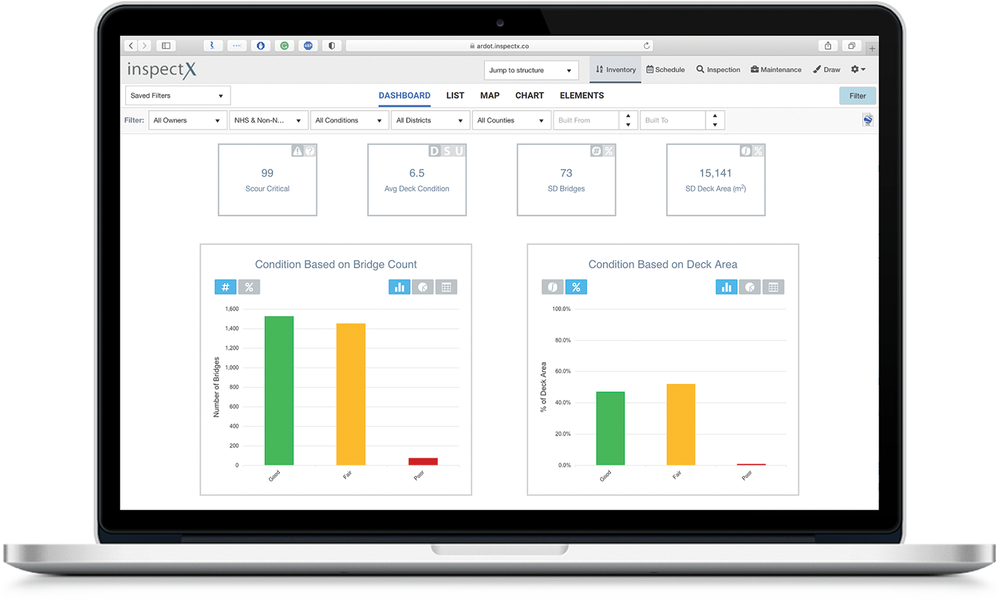 ABP
ardot.inspectx.co
inspectX
Jump to structure
Inventory
Schedule
Inspection
Maintenance
Draw
Saved Filters
DASHBOARD
LIST
MAP
CHART
ELEMENTS
Filter
Filter:
All Owners
NHS & Non-N...
All Conditions
All Districts
All Counties
Built From
Built To
99
Scour Critical
D S U
6.5
Avg Deck Condition
# %
73
SD Bridges
%
15,141
SD Deck Area (m²)
Condition Based on Bridge Count
# %
Number of Bridges
1,600
1,400
1,200
1,000
800
600
400
200
0
Good
Fair
Poor
Condition Based on Deck Area
%
% of Deck Area
100.0%
80.0%
60.0%
40.0%
20.0%
0.0%
Good
Fair
Poor